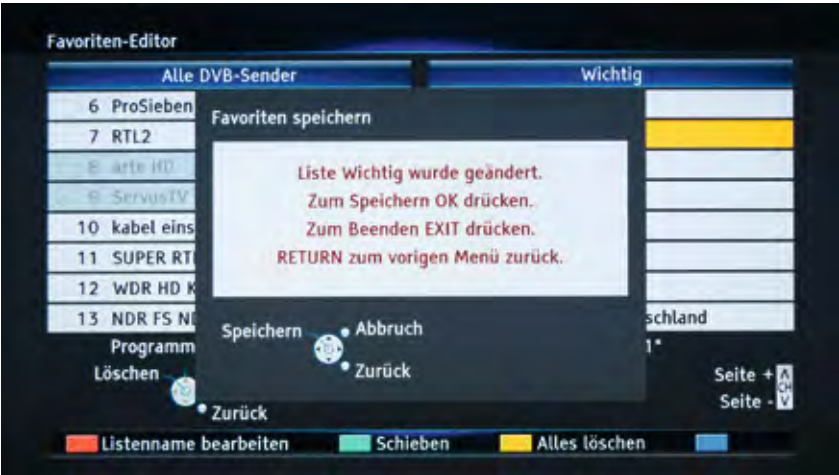 Favoriten-Editor
Alle DVB-Sender
Wichtig
6 ProSieben
7 RTL2
8 arte HD
9 ServusTV
10 kabel eins
11 SUPER RTL
12 WDR HD K
13 NDR FS ND
schland
Programm
1*
Löschen
Zurück
Seite +
CH
Seite -
Favoriten speichern
Liste Wichtig wurde geändert.
Zum Speichern OK drücken.
Zum Beenden EXIT drücken.
RETURN zum vorigen Menü zurück.
Speichern
Abbruch
Zurück
Listenname bearbeiten
Schieben
Alles löschen